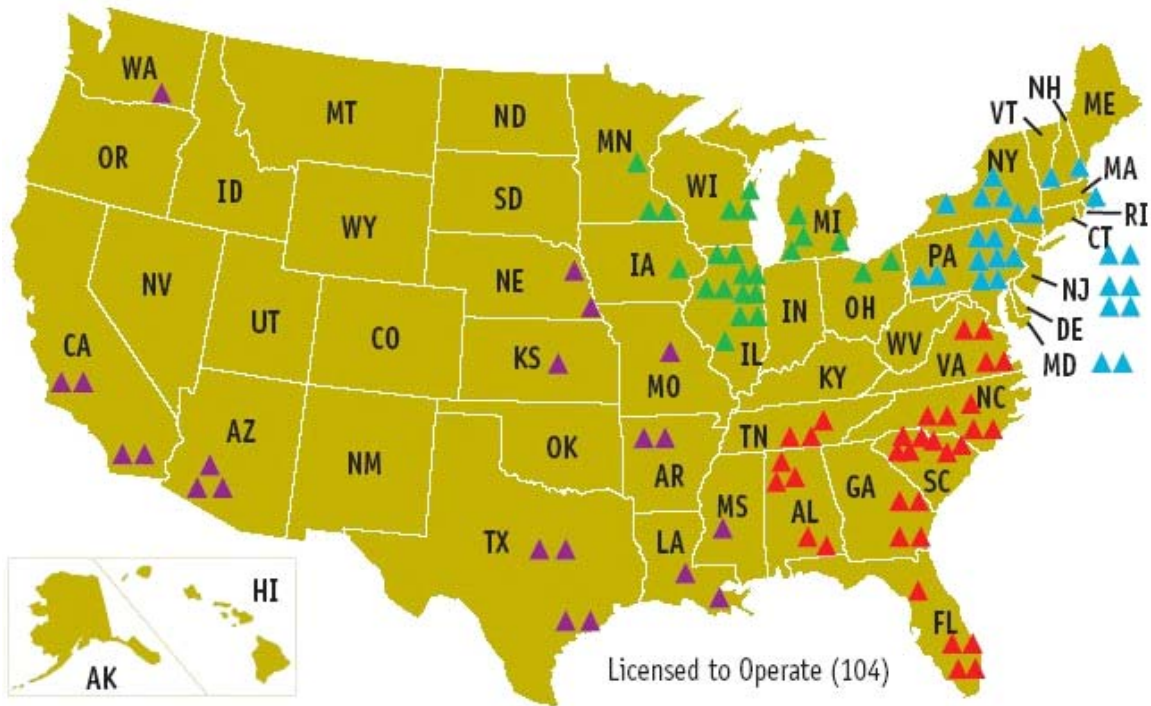 WA
MT
ND
MN
VT
NH
ME
OR
ID
SD
WI
MI
NY
MA
RI
CT
WY
NV
NE
IA
PA
NJ
UT
CO
IL
IN
OH
DE
CA
KS
MO
WV
VA
MD
KY
AZ
NM
OK
AR
TN
NC
SC
TX
LA
MS
AL
GA
HI
FL
AK
Licensed to Operate (104)